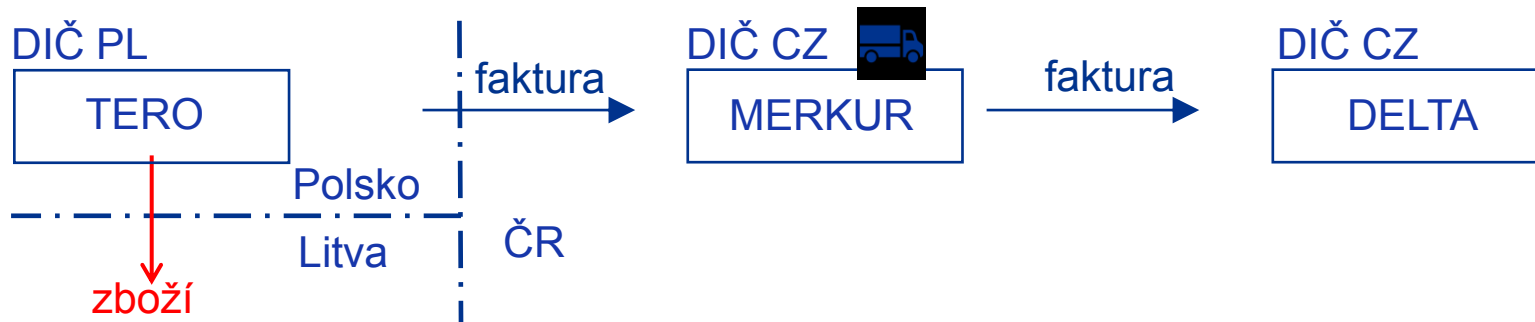 DIČ PL
TERO
Polsko
Litva
zboží
faktura
ČR
DIČ CZ
MERKUR
faktura
DIČ CZ
DELTA